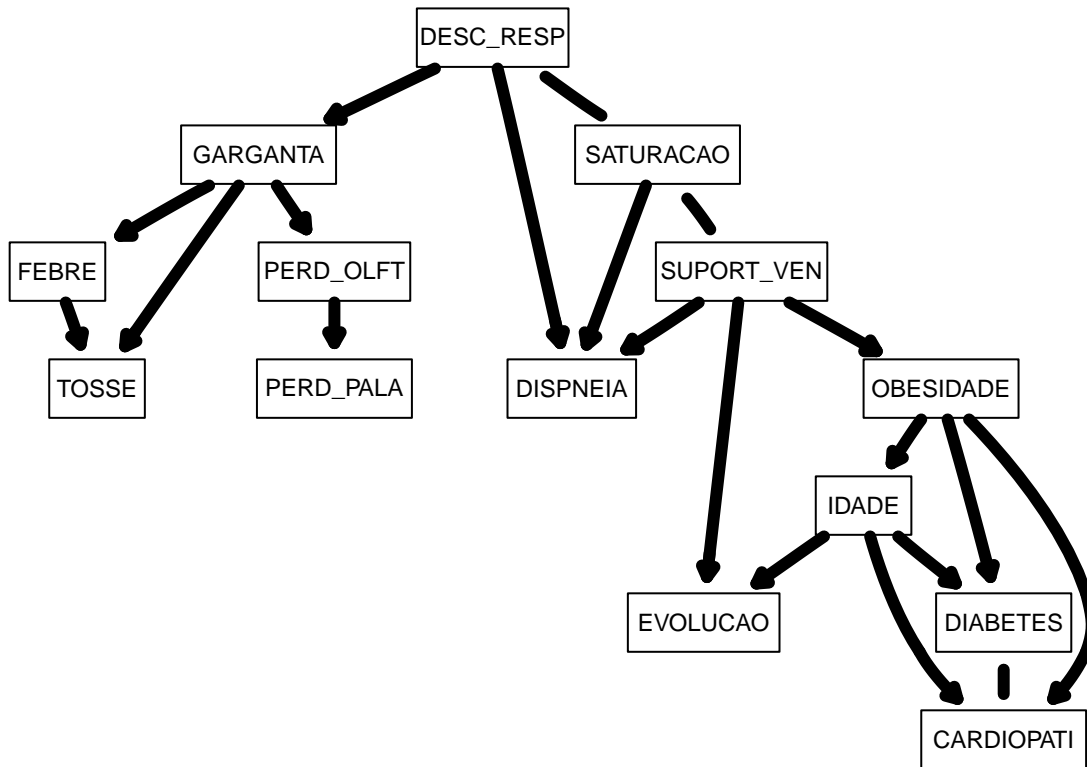 DESC_RESP
GARGANTA
SATURACAO
FEBRE
PERD_OLFT
SUPORT_VEN
TOSSE
PERD_PALA
DISPNEIA
OBESIDADE
IDADE
EVOLUCAO
DIABETES
CARDIOPATI